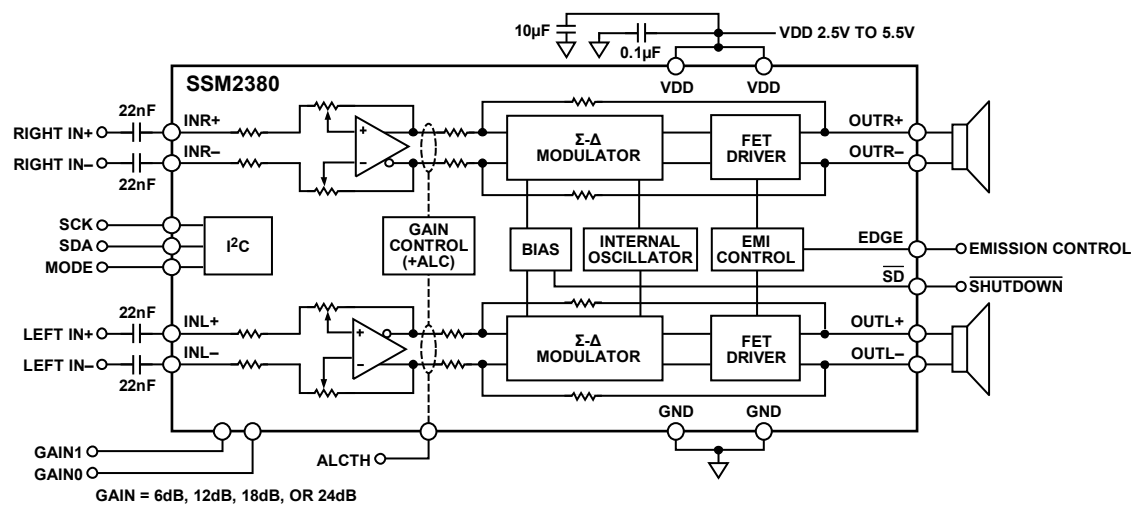 10µF
0.1µF
VDD 2.5V TO 5.5V
SSM2380
VDD
VDD
22nF
RIGHT IN+
INR+
RIGHT IN–
INR–
22nF
Σ-Δ
MODULATOR
FET
DRIVER
OUTR+
OUTR–
SCK
SDA
MODE
I²C
GAIN
CONTROL
(+ALC)
BIAS
INTERNAL
OSCILLATOR
EMI
CONTROL
EDGE
EMISSION CONTROL
SD
SHUTDOWN
22nF
LEFT IN+
INL+
LEFT IN–
INL–
22nF
Σ-Δ
MODULATOR
FET
DRIVER
OUTL+
OUTL–
GND
GND
GAIN1
GAIN0
ALCTH
GAIN = 6dB, 12dB, 18dB, OR 24dB
+
–
+
–